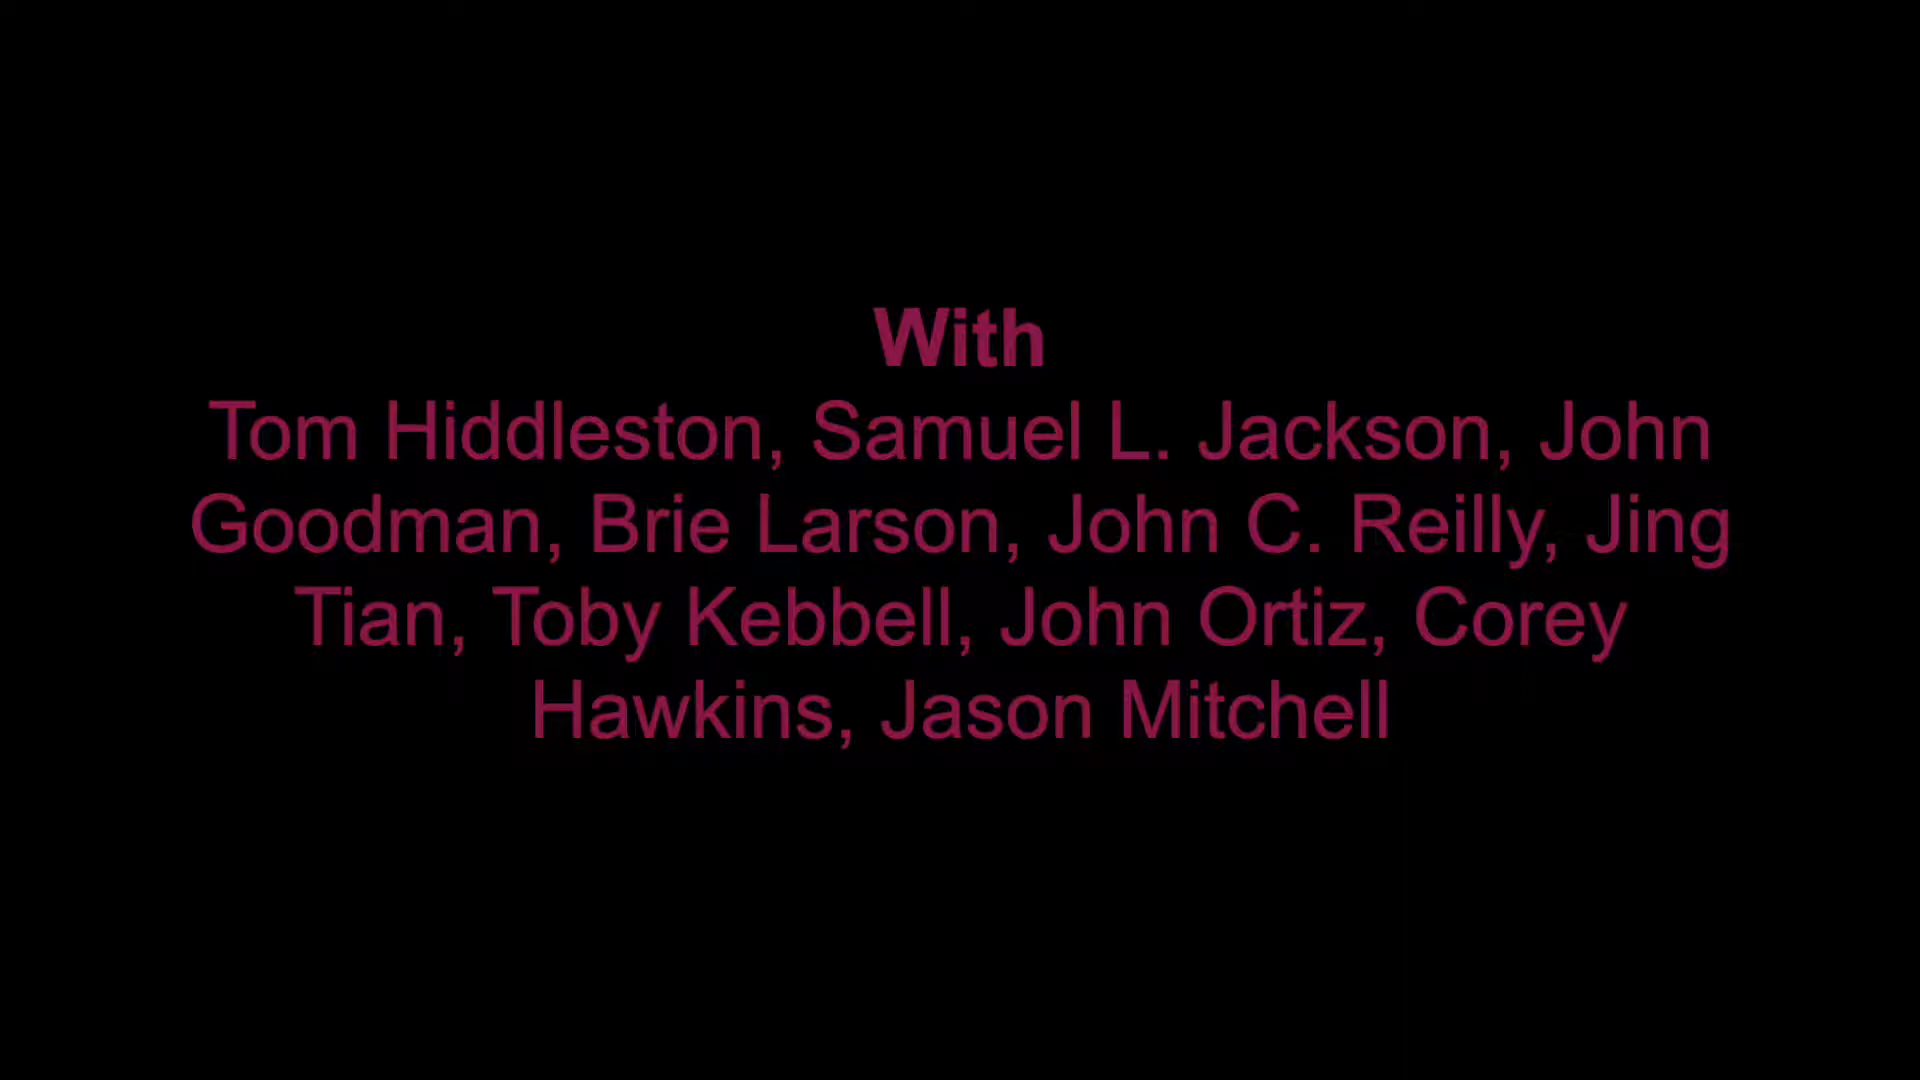 With
Tom Hiddleston, Samuel L. Jackson, John
Goodman, Brie Larson, John C. Reilly, Jing
Tian, Toby Kebbell, John Ortiz, Corey
Hawkins, Jason Mitchell